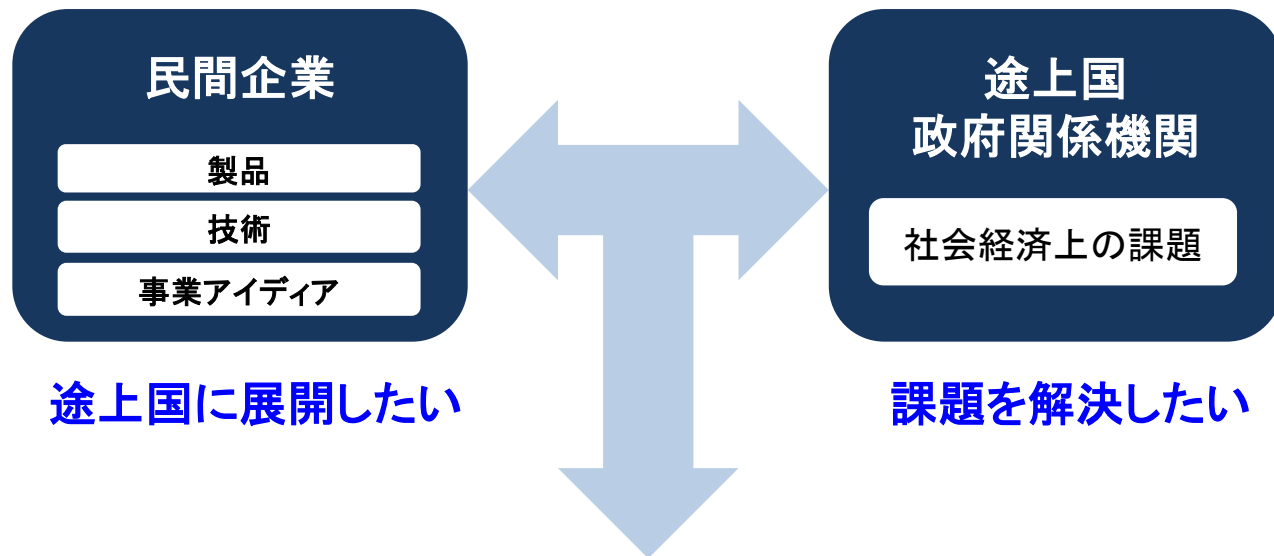 民間企業
製品
技術
事業アイディア
途上国に展開したい
途上国
政府関係機関
社会経済上の課題
課題を解決したい